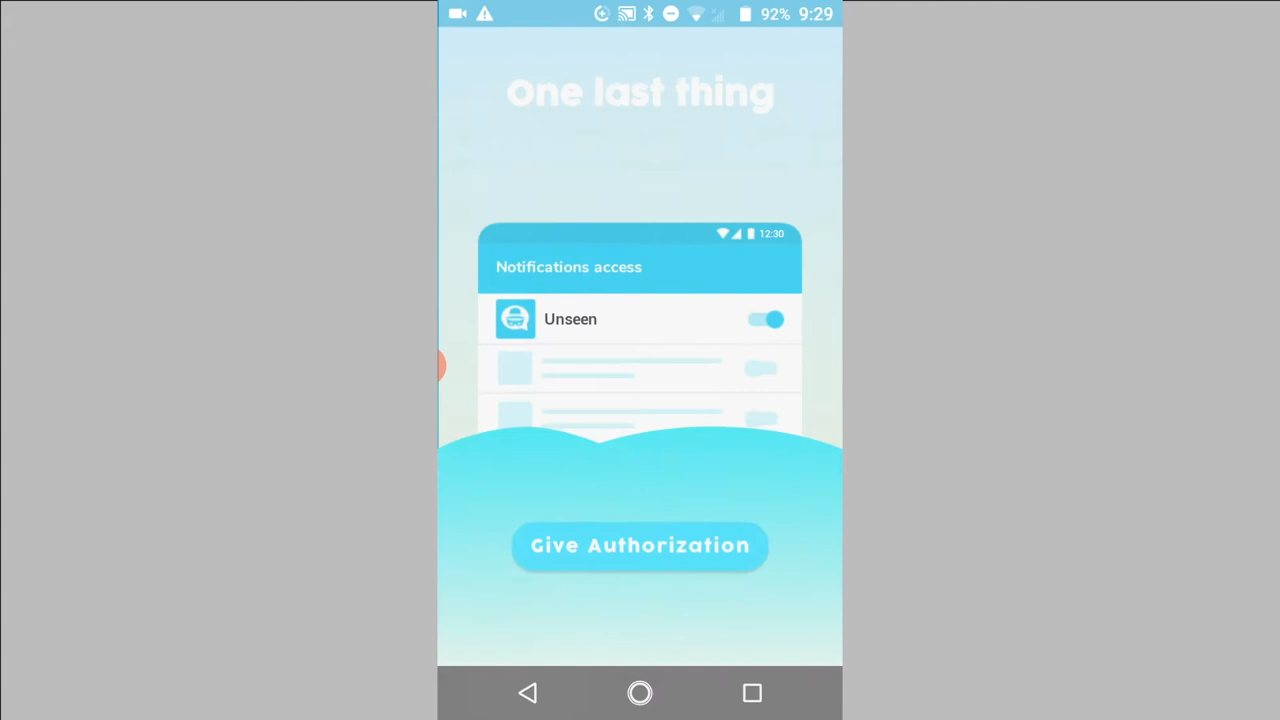 92% 9:29
One last thing
12:30
Notifications access
Unseen
Give Authorization